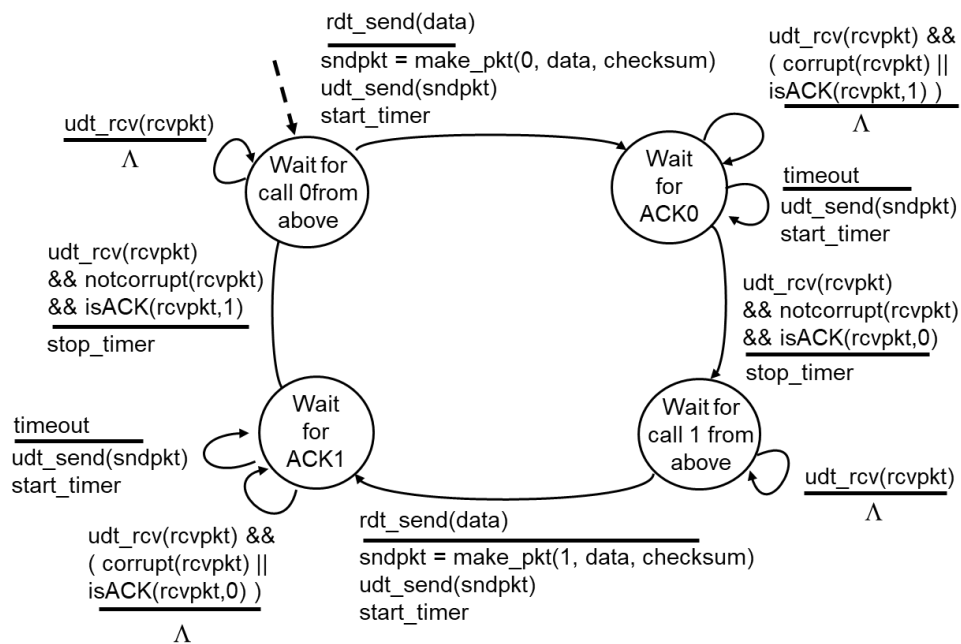 rdt_send(data)
sndpkt = make_pkt(0, data, checksum)
udt_send(sndpkt)
start_timer
udt_rcv(rcvpkt) &&
( corrupt(rcvpkt) ||
isACK(rcvpkt,1) )
Λ
udt_rcv(rcvpkt)
Λ
Wait for
call 0from
above
Wait
for
ACK0
timeout
udt_send(sndpkt)
start_timer
udt_rcv(rcvpkt)
&& notcorrupt(rcvpkt)
&& isACK(rcvpkt,1)
stop_timer
udt_rcv(rcvpkt)
&& notcorrupt(rcvpkt)
&& isACK(rcvpkt,0)
stop_timer
Wait
for
ACK1
Wait for
call 1 from
above
timeout
udt_send(sndpkt)
start_timer
udt_rcv(rcvpkt)
Λ
rdt_send(data)
sndpkt = make_pkt(1, data, checksum)
udt_send(sndpkt)
start_timer
udt_rcv(rcvpkt) &&
( corrupt(rcvpkt) ||
isACK(rcvpkt,0) )
Λ